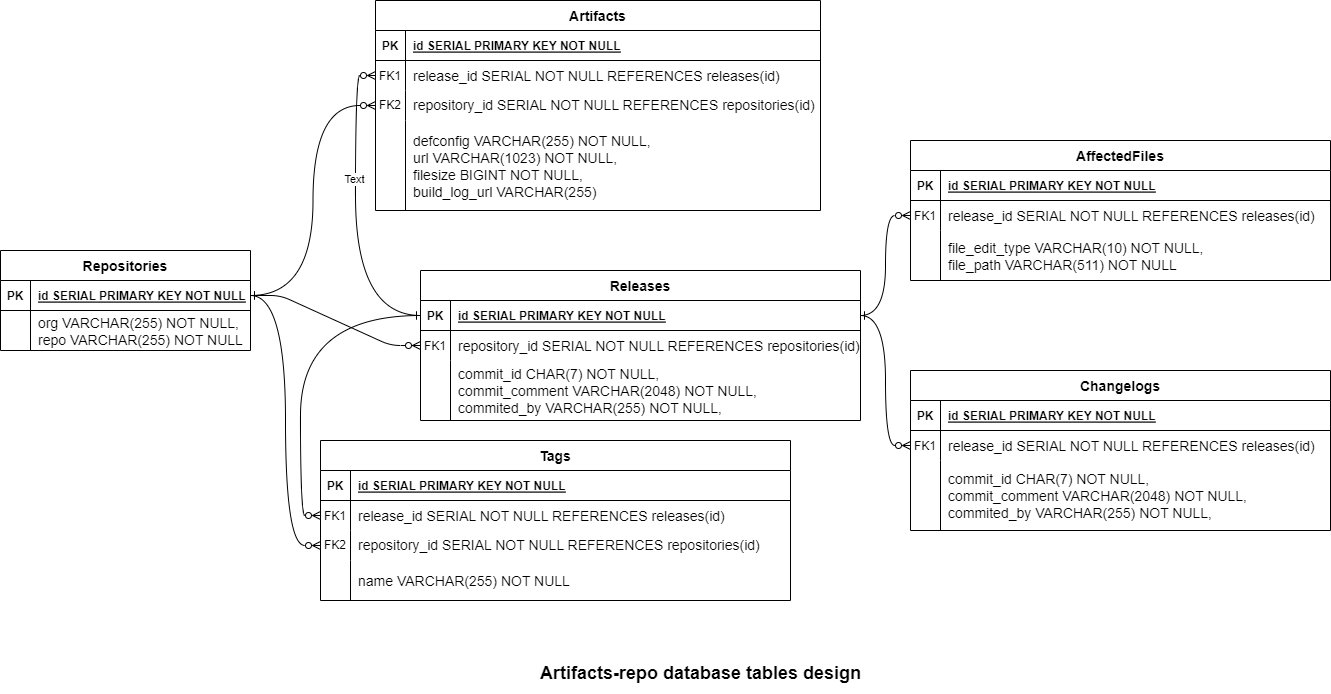 Artifacts
PK id SERIAL PRIMARY KEY NOT NULL
FK1 release_id SERIAL NOT NULL REFERENCES releases(id)
FK2 repository_id SERIAL NOT NULL REFERENCES repositories(id)
defconfig VARCHAR(255) NOT NULL,
url VARCHAR(1023) NOT NULL,
filesize BIGINT NOT NULL,
build_log_url VARCHAR(255)
Text
Repositories
PK id SERIAL PRIMARY KEY NOT NULL
org VARCHAR(255) NOT NULL,
repo VARCHAR(255) NOT NULL
Releases
PK id SERIAL PRIMARY KEY NOT NULL
FK1 repository_id SERIAL NOT NULL REFERENCES repositories(id)
commit_id CHAR(7) NOT NULL,
commit_comment VARCHAR(2048) NOT NULL,
commited_by VARCHAR(255) NOT NULL,
AffectedFiles
PK id SERIAL PRIMARY KEY NOT NULL
FK1 release_id SERIAL NOT NULL REFERENCES releases(id)
file_edit_type VARCHAR(10) NOT NULL,
file_path VARCHAR(511) NOT NULL
Changelogs
PK id SERIAL PRIMARY KEY NOT NULL
FK1 release_id SERIAL NOT NULL REFERENCES releases(id)
commit_id CHAR(7) NOT NULL,
commit_comment VARCHAR(2048) NOT NULL,
commited_by VARCHAR(255) NOT NULL,
Tags
PK id SERIAL PRIMARY KEY NOT NULL
FK1 release_id SERIAL NOT NULL REFERENCES releases(id)
FK2 repository_id SERIAL NOT NULL REFERENCES repositories(id)
name VARCHAR(255) NOT NULL
Artifacts-repo database tables design